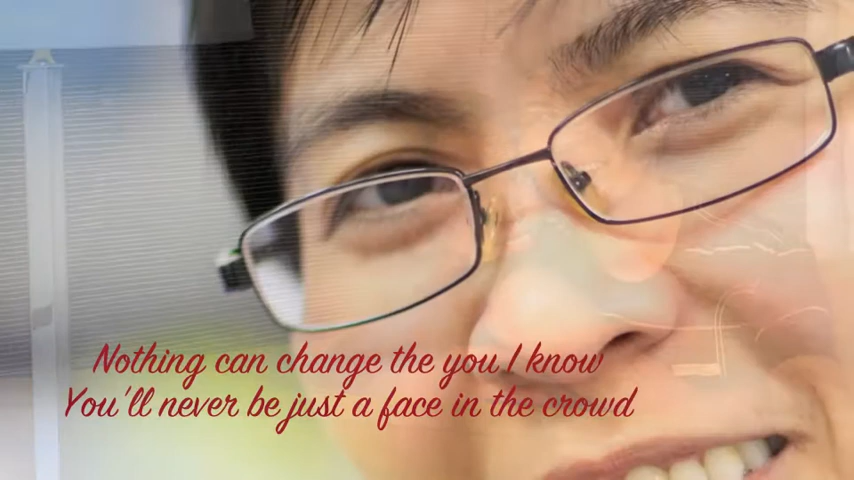 Nothing can change the you I know
You'll never be just a face in the crowd